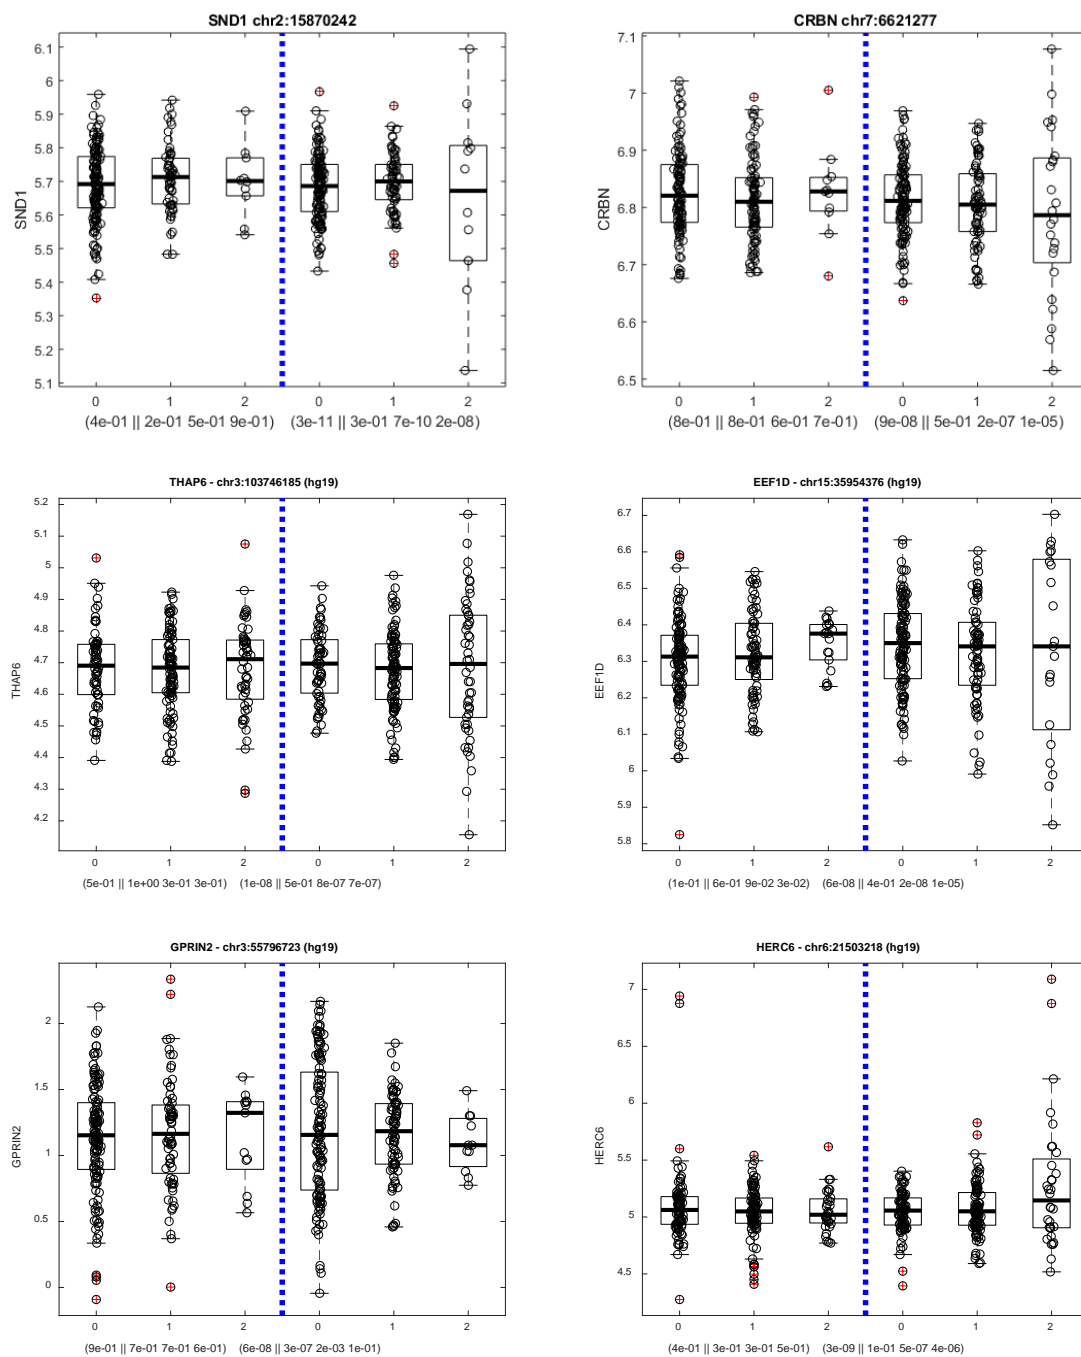 SND1 chr2:15870242
6.1
6
5.9
5.8
5.7
5.6
5.5
5.4
5.3
5.2
5.1
SND1
0 1 2 0 1 2
(4e-01 || 2e-01 5e-01 9e-01) (3e-11 || 3e-01 7e-10 2e-08)
CRBN chr7:6621277
7.1
7
6.9
6.8
6.7
6.6
6.5
CRBN
0 1 2 0 1 2
(8e-01 || 8e-01 6e-01 7e-01) (9e-08 || 5e-01 2e-07 1e-05)
THAP6 - chr3:103746185 (hg19)
5.2
5.1
5
4.9
4.8
4.7
4.6
4.5
4.4
4.3
4.2
THAP6
0 1 2 0 1 2
(5e-01 || 1e+00 3e-01 3e-01) (1e-08 || 5e-01 8e-07 7e-07)
EEF1D - chr15:35954376 (hg19)
6.7
6.6
6.5
6.4
6.3
6.2
6.1
6
5.9
5.8
EEF1D
0 1 2 0 1 2
(1e-01 || 6e-01 9e-02 3e-02) (6e-08 || 4e-01 2e-08 1e-05)
GPRIN2 - chr3:55796723 (hg19)
2
1.5
1
0.5
0
GPRIN2
0 1 2 0 1 2
(9e-01 || 7e-01 7e-01 6e-01) (6e-08 || 3e-07 2e-03 1e-01)
HERC6 - chr6:21503218 (hg19)
7
6.5
6
5.5
5
4.5
HERC6
0 1 2 0 1 2
(4e-01 || 3e-01 3e-01 5e-01) (3e-09 || 1e-01 5e-07 4e-06)